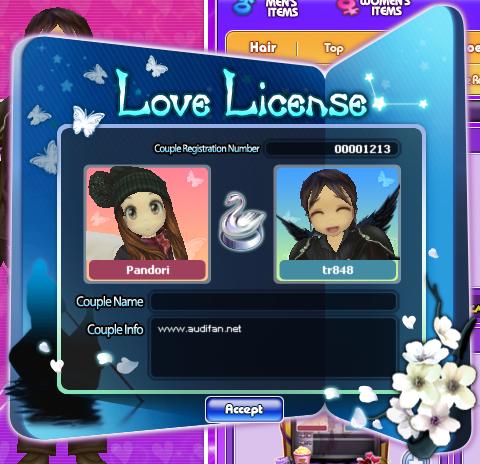 MEN'S ITEMS
WOMEN'S ITEMS
Hair
Top
Love License
Couple Registration Number 00001213
Pandori
tr848
Couple Name
Couple Info www.audifan.net
Accept